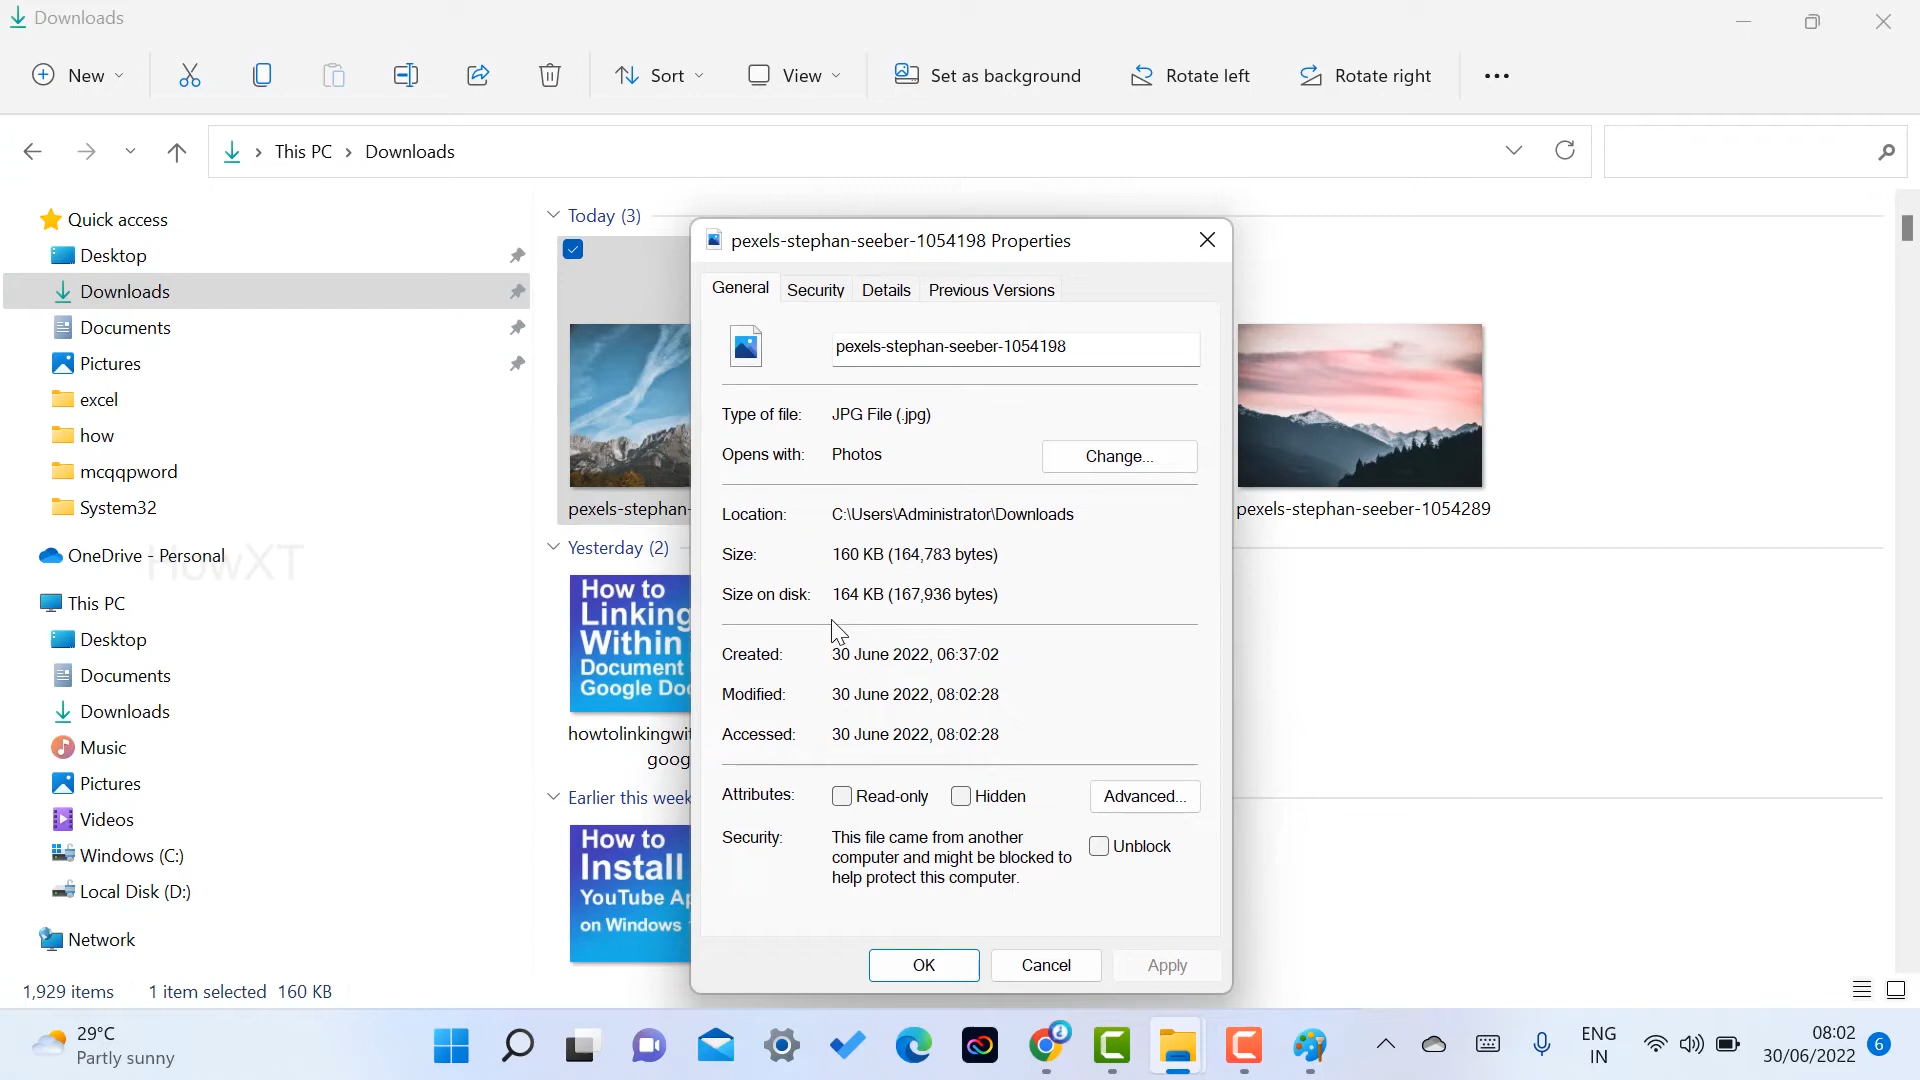 Downloads
New
Sort
View
Set as background
Rotate left
Rotate right
This PC
Downloads
Quick access
Desktop
Downloads
Documents
Pictures
excel
how
mcqqpword
System32
OneDrive - Personal
HowXT
This PC
Desktop
Documents
Downloads
Music
Pictures
Videos
Windows (C:)
Local Disk (D:)
Network
Today (3)
pexels-stephan-
pexels-stephan-seeber-1054289
Yesterday (2)
How to
Linking
Within
Document
Google Do
howtolinkingwi
goog
Earlier this week
How to
Install
YouTube A
on Windows
pexels-stephan-seeber-1054198 Properties
General
Security
Details
Previous Versions
pexels-stephan-seeber-1054198
Type of file: JPG File (.jpg)
Opens with: Photos
Change...
Location: C:\Users\Administrator\Downloads
Size: 160 KB (164,783 bytes)
Size on disk: 164 KB (167,936 bytes)
Created: 30 June 2022, 06:37:02
Modified: 30 June 2022, 08:02:28
Accessed: 30 June 2022, 08:02:28
Attributes: Read-only Hidden
Advanced...
Security: This file came from another
computer and might be blocked to
help protect this computer.
Unblock
OK
Cancel
Apply
1,929 items
1 item selected 160 KB
29°C
Partly sunny
ENG
IN
08:02
30/06/2022
6